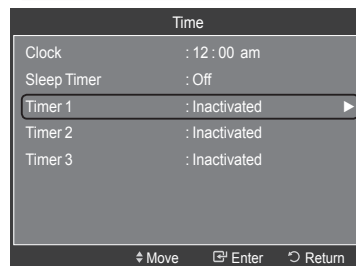 Time
Clock : 12 : 00 am
Sleep Timer : Off
Timer 1 : Inactivated
Timer 2 : Inactivated
Timer 3 : Inactivated
Move Enter Return